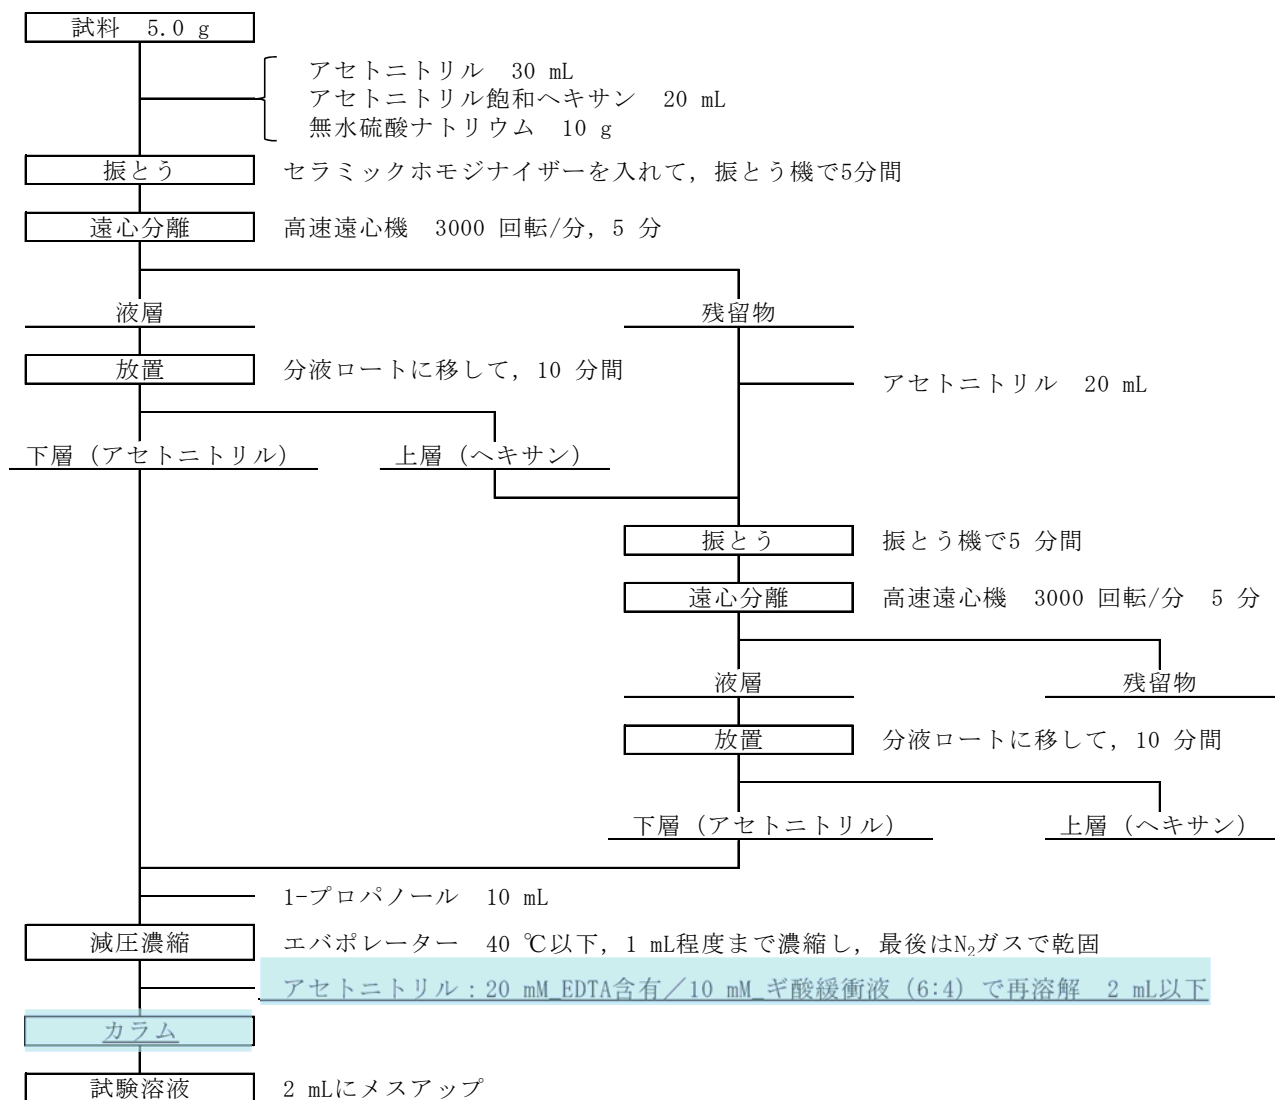 試料　5.0 g
アセトニトリル　30 mL
アセトニトリル飽和ヘキサン　20 mL
無水硫酸ナトリウム　10 g
振とう　セラミックホモジナイザーを入れて，振とう機で5分間
遠心分離　高速遠心機　3000 回転/分，5 分
液層　残留物
放置　分液ロートに移して，10 分間
アセトニトリル　20 mL
下層（アセトニトリル）　上層（ヘキサン）
振とう　振とう機で5 分間
遠心分離　高速遠心機　3000 回転/分　5 分
液層　残留物
放置　分液ロートに移して，10 分間
下層（アセトニトリル）　上層（ヘキサン）
1-プロパノール　10 mL
減圧濃縮　エバポレーター　40 ℃以下，1 mL程度まで濃縮し，最後はN₂ガスで乾固
アセトニトリル：20 mM_EDTA含有／10 mM_ギ酸緩衝液（6:4）で再溶解　2 mL以下
カラム
試験溶液　2 mLにメスアップ